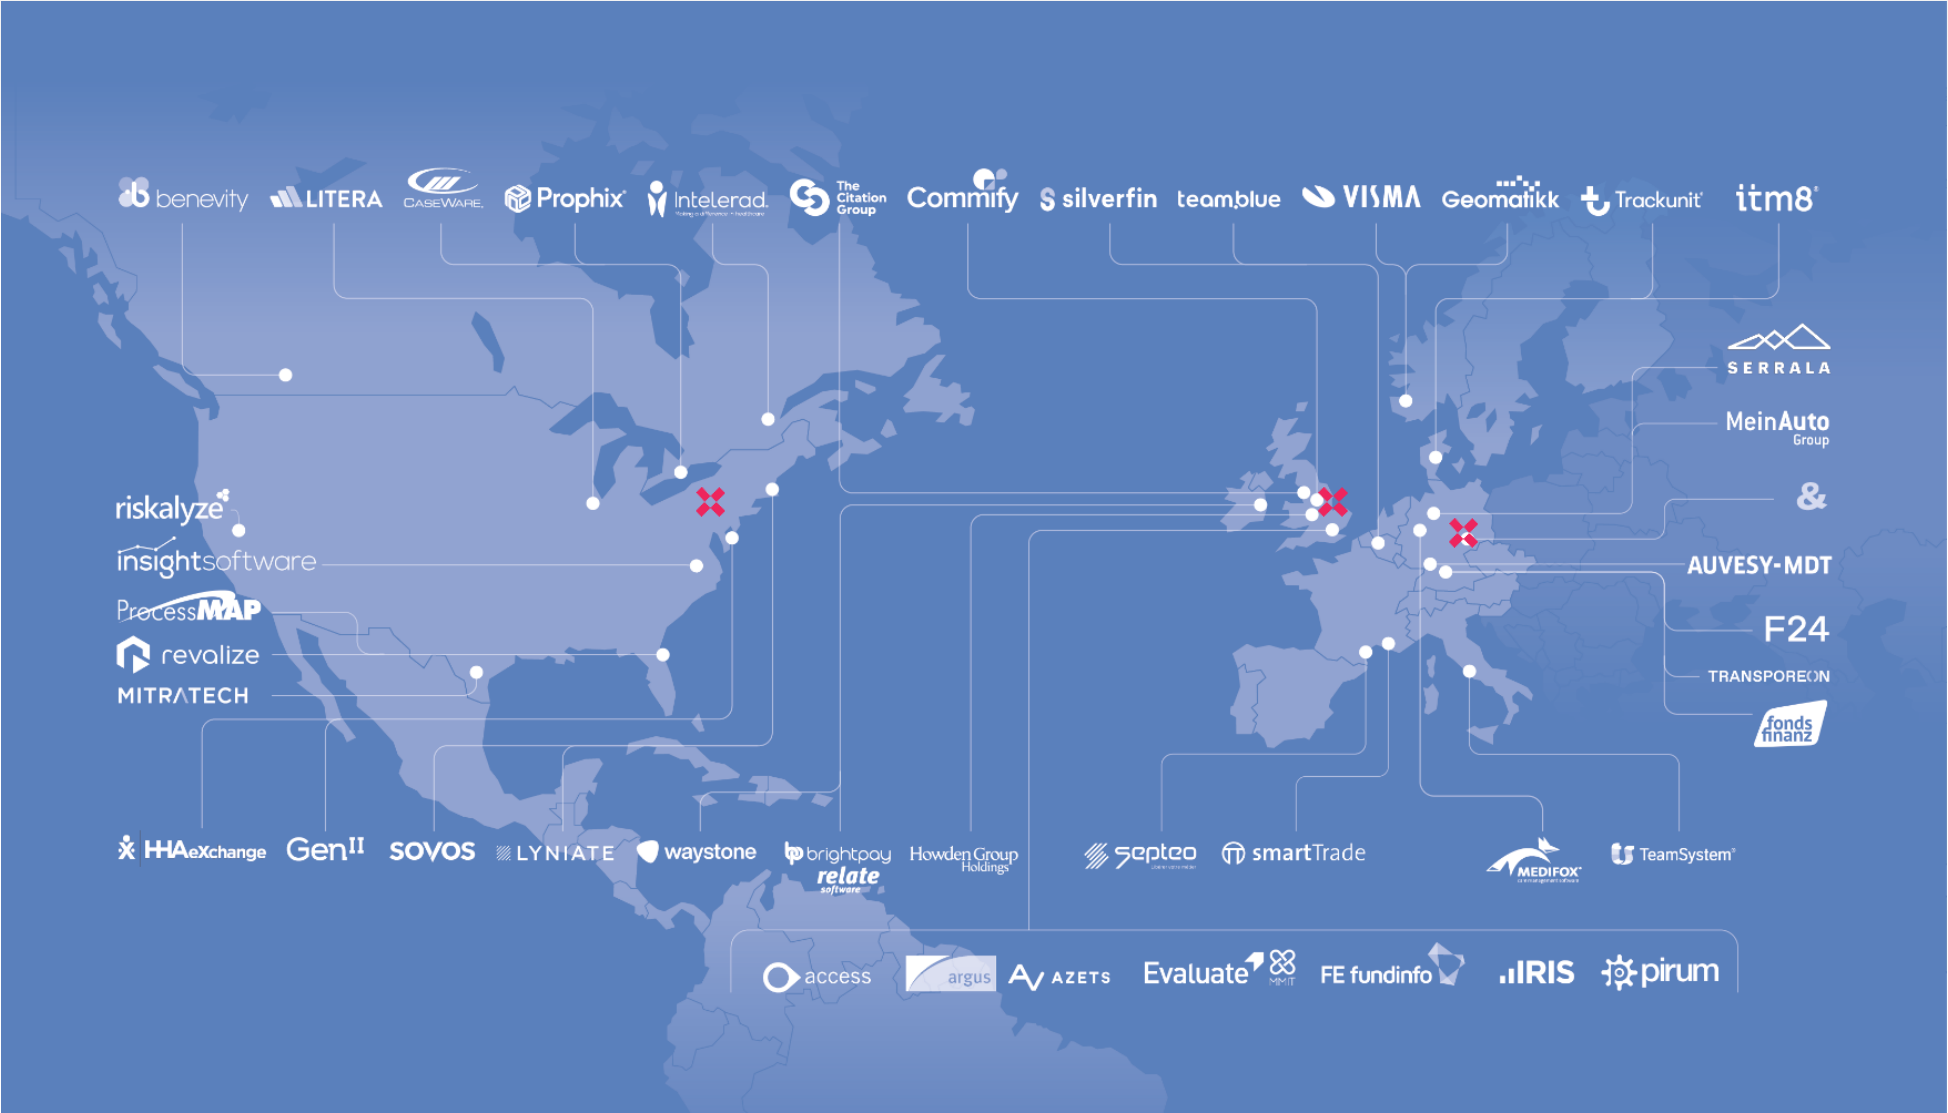 benevity
LITERA
CASEWARE.
Prophix®
Intelerad.
The
Citation
Group
Commify
silverfin
team.blue
VISMA
Geomatikk
Trackunit
itm8®
SERRALA
MeinAuto
Group
&
AUVESY-MDT
F24
TRANSPOREON
fonds
finanz
riskalyze
insightsoftware
ProcessMAP
revalize
MITRATECH
HHAeXchange
GenII
SOVOS
LYNIATE
waystone
brightpay
relate
software
Howden Group
Holdings
septeo
smartTrade
MEDIFOX
TeamSystem®
access
argus
AZETS
Evaluate
MMIT
FE fundinfo
IRIS
pirum